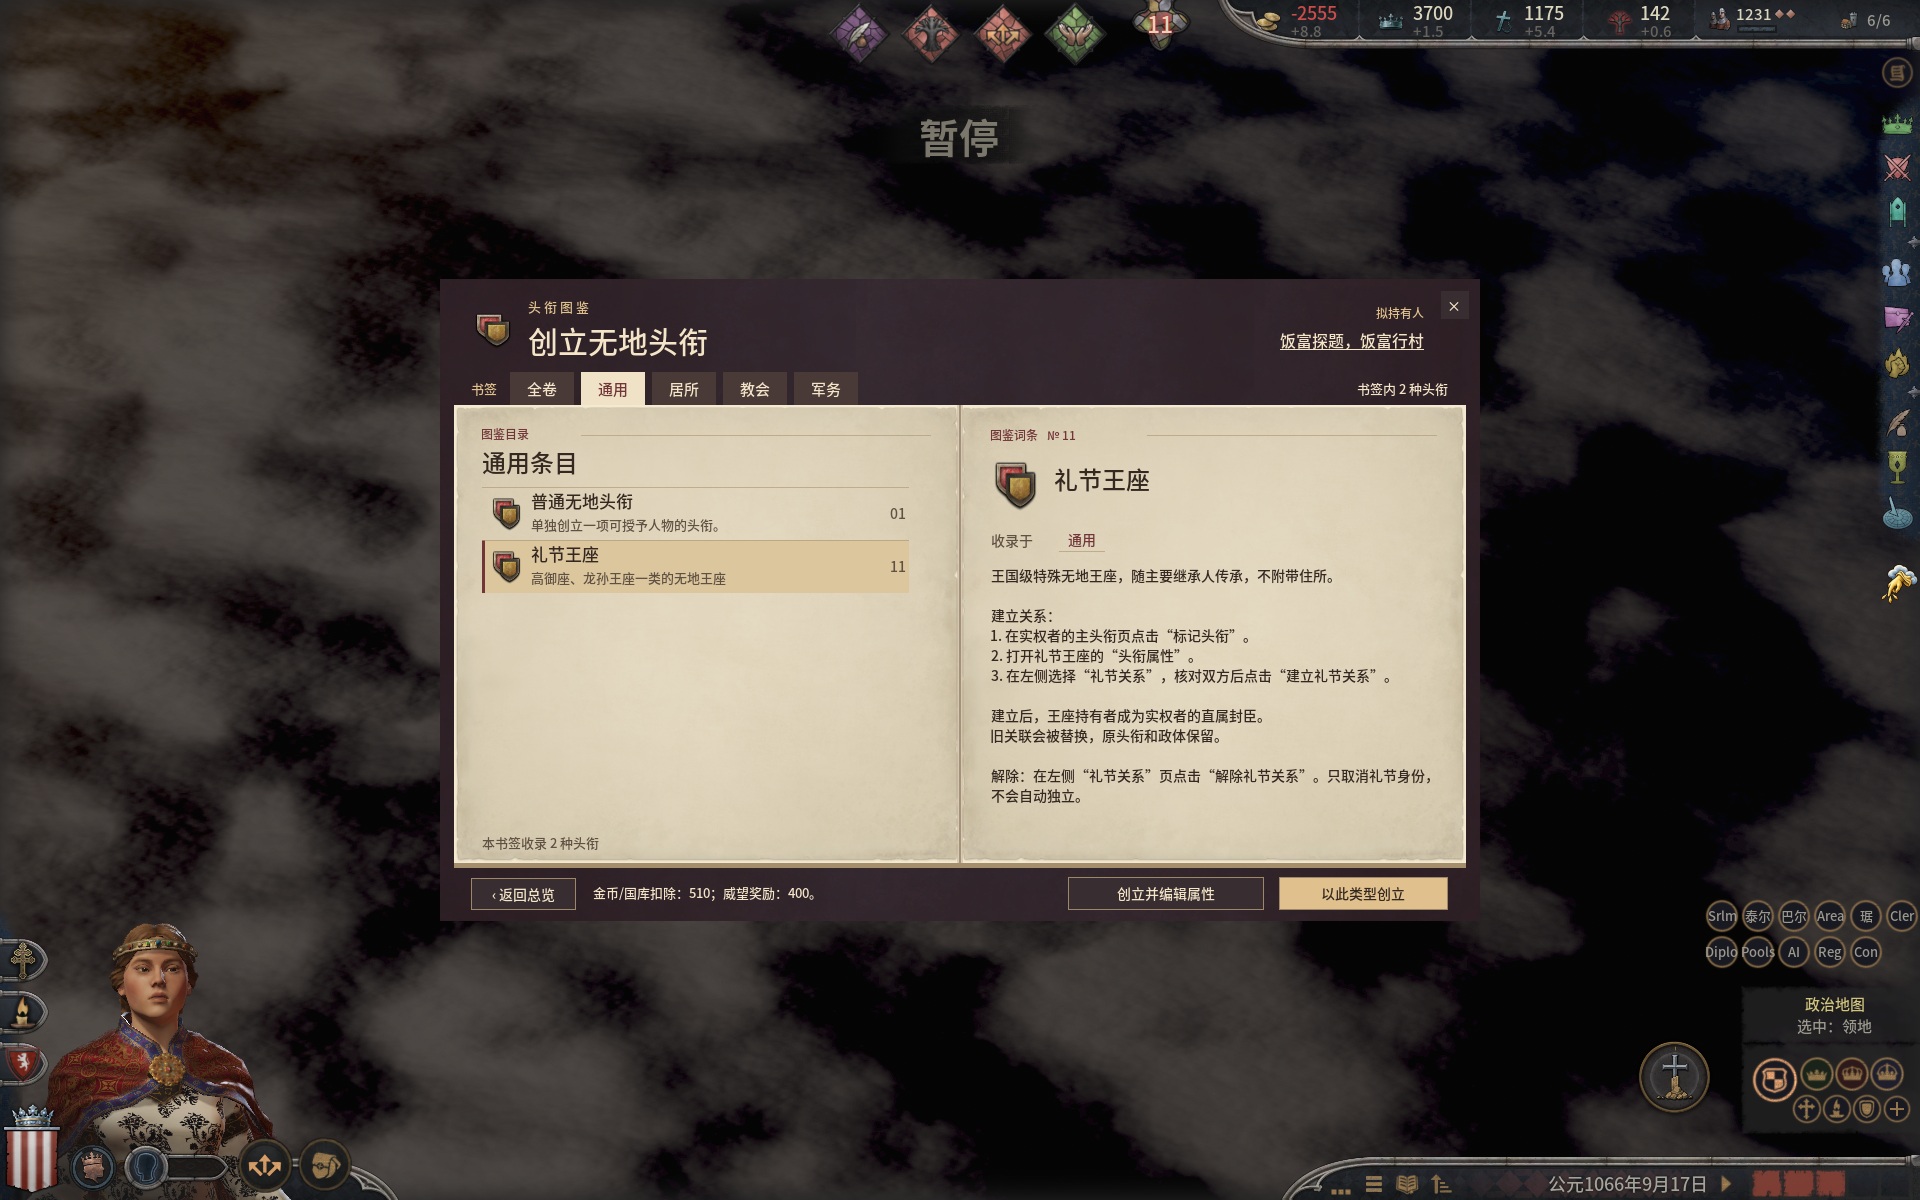 11
-2555
+8.8
3700
+1.5
1175
+5.4
142
+0.6
1231
6/6
暂停
头衔图鉴
创立无地头衔
拟持有人
饭富探题，饭富行村
×
书签
全卷
通用
居所
教会
军务
书签内 2 种头衔
图鉴目录
通用条目
普通无地头衔
单独创立一项可授予人物的头衔。
01
礼节王座
高御座、龙孙王座一类的无地王座
11
本书签收录 2 种头衔
图鉴词条 № 11
礼节王座
收录于 通用
王国级特殊无地王座，随主要继承人传承，不附带住所。
建立关系：
1. 在实权者的主头衔页点击“标记头衔”。
2. 打开礼节王座的“头衔属性”。
3. 在左侧选择“礼节关系”，核对双方后点击“建立礼节关系”。
建立后，王座持有者成为实权者的直属封臣。
旧关联会被替换，原头衔和政体保留。
解除：在左侧“礼节关系”页点击“解除礼节关系”。只取消礼节身份，
不会自动独立。
‹ 返回总览
金币/国库扣除：510；威望奖励：400。
创立并编辑属性
以此类型创立
Srlm
泰尔
巴尔
Area
琚
Cler
Diplo
Pools
AI
Reg
Con
政治地图
选中：领地
公元1066年9月17日